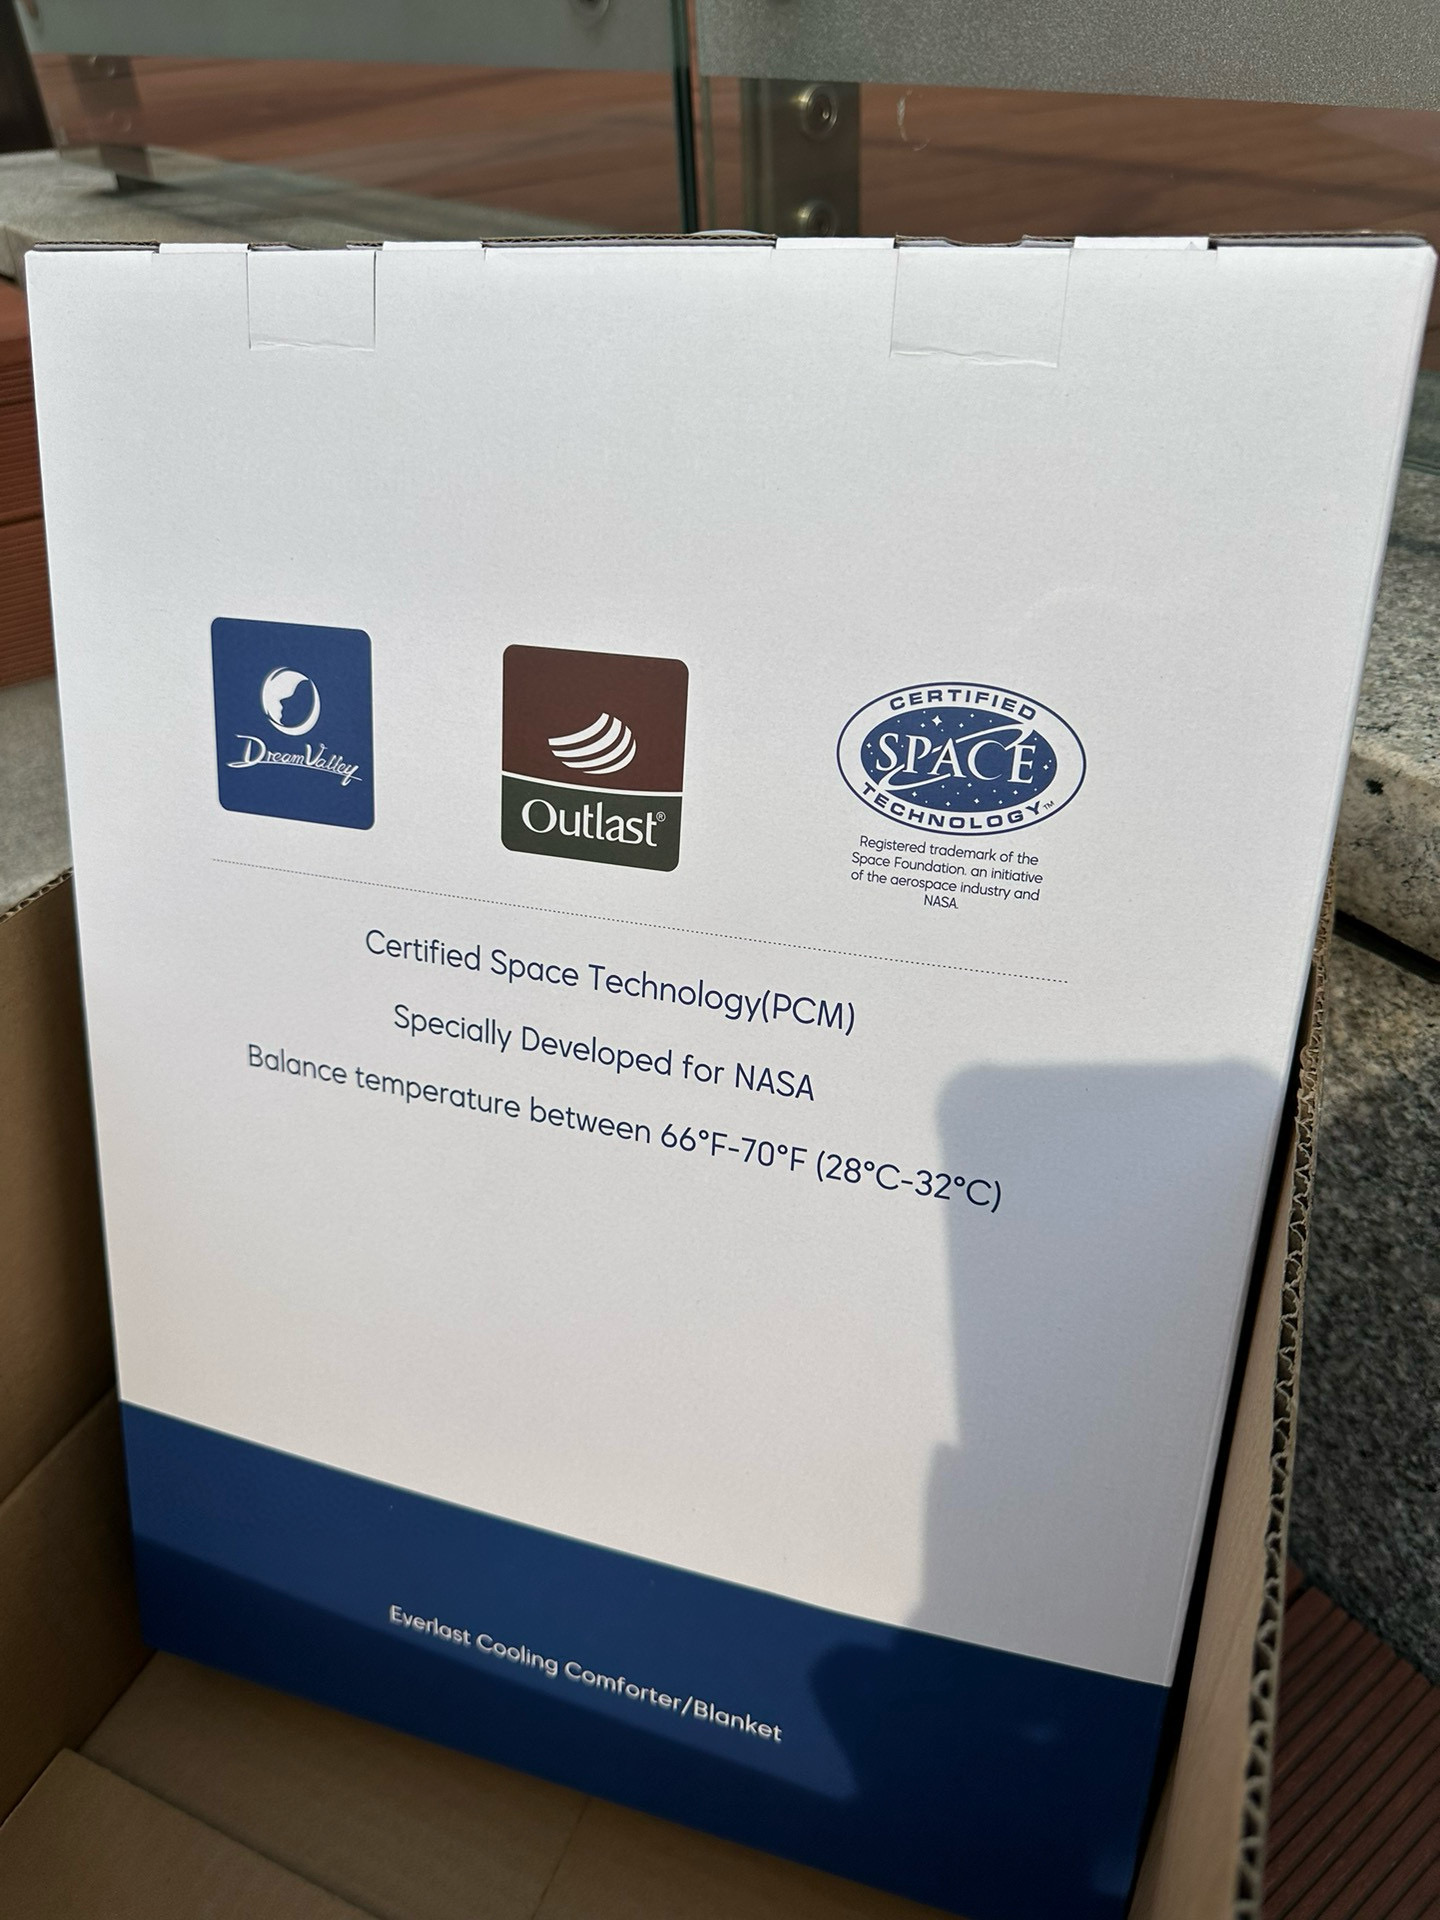 DreamValley
Outlast®
CERTIFIED
SPACE
TECHNOLOGY™
Registered trademark of the
Space Foundation. an initiative
of the aerospace industry and
NASA.
Certified Space Technology(PCM)
Specially Developed for NASA
Balance temperature between 66°F-70°F (28°C-32°C)
Everlast Cooling Comforter/Blanket